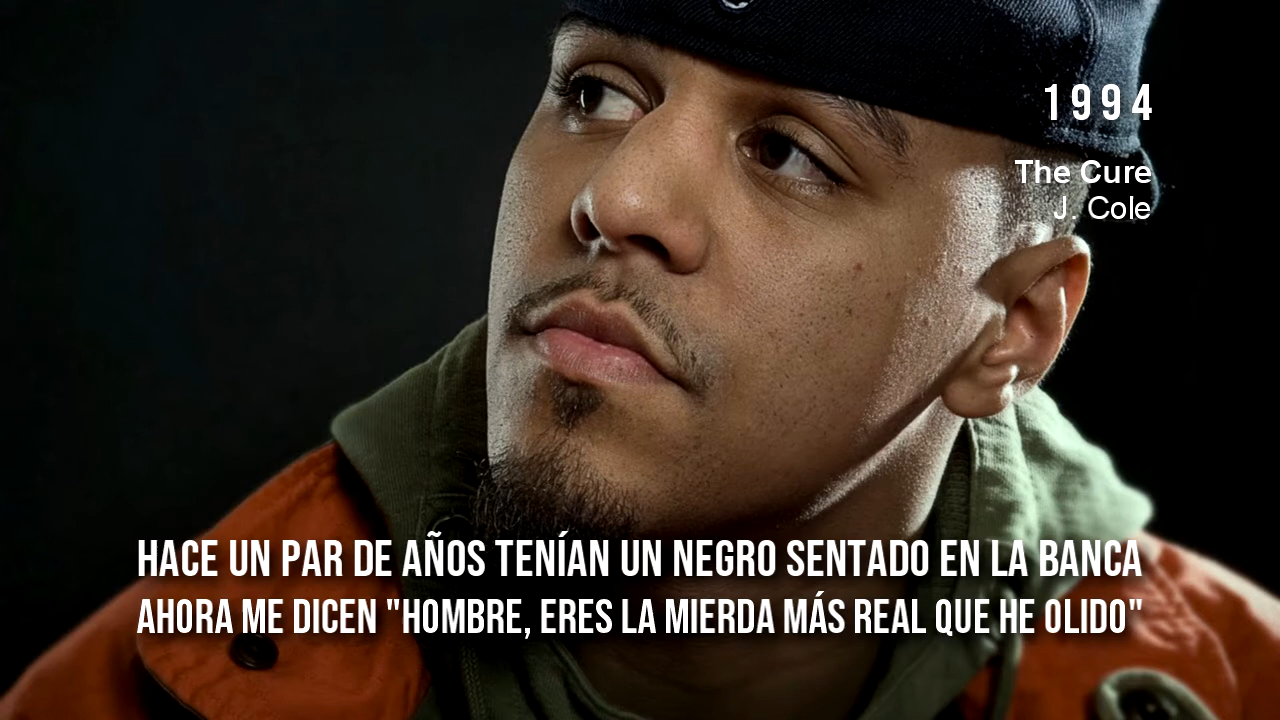 1994
The Cure
J. Cole
HACE UN PAR DE AÑOS TENÍAN UN NEGRO SENTADO EN LA BANCA
AHORA ME DICEN "HOMBRE, ERES LA MIERDA MÁS REAL QUE HE OLIDO"